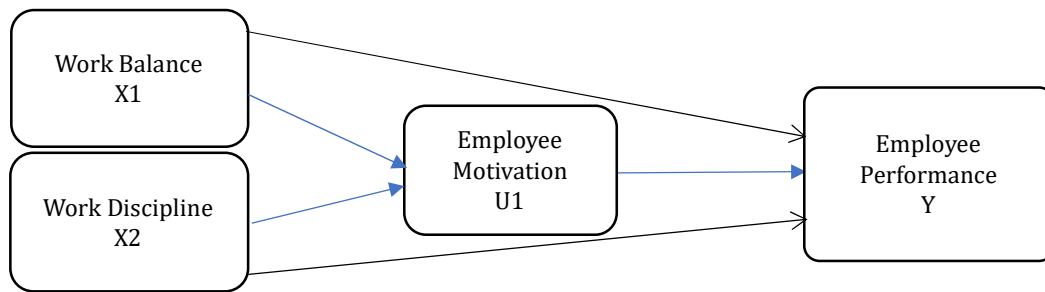 Work Balance
X1
Work Discipline
X2
Employee
Motivation
U1
Employee
Performance
Y